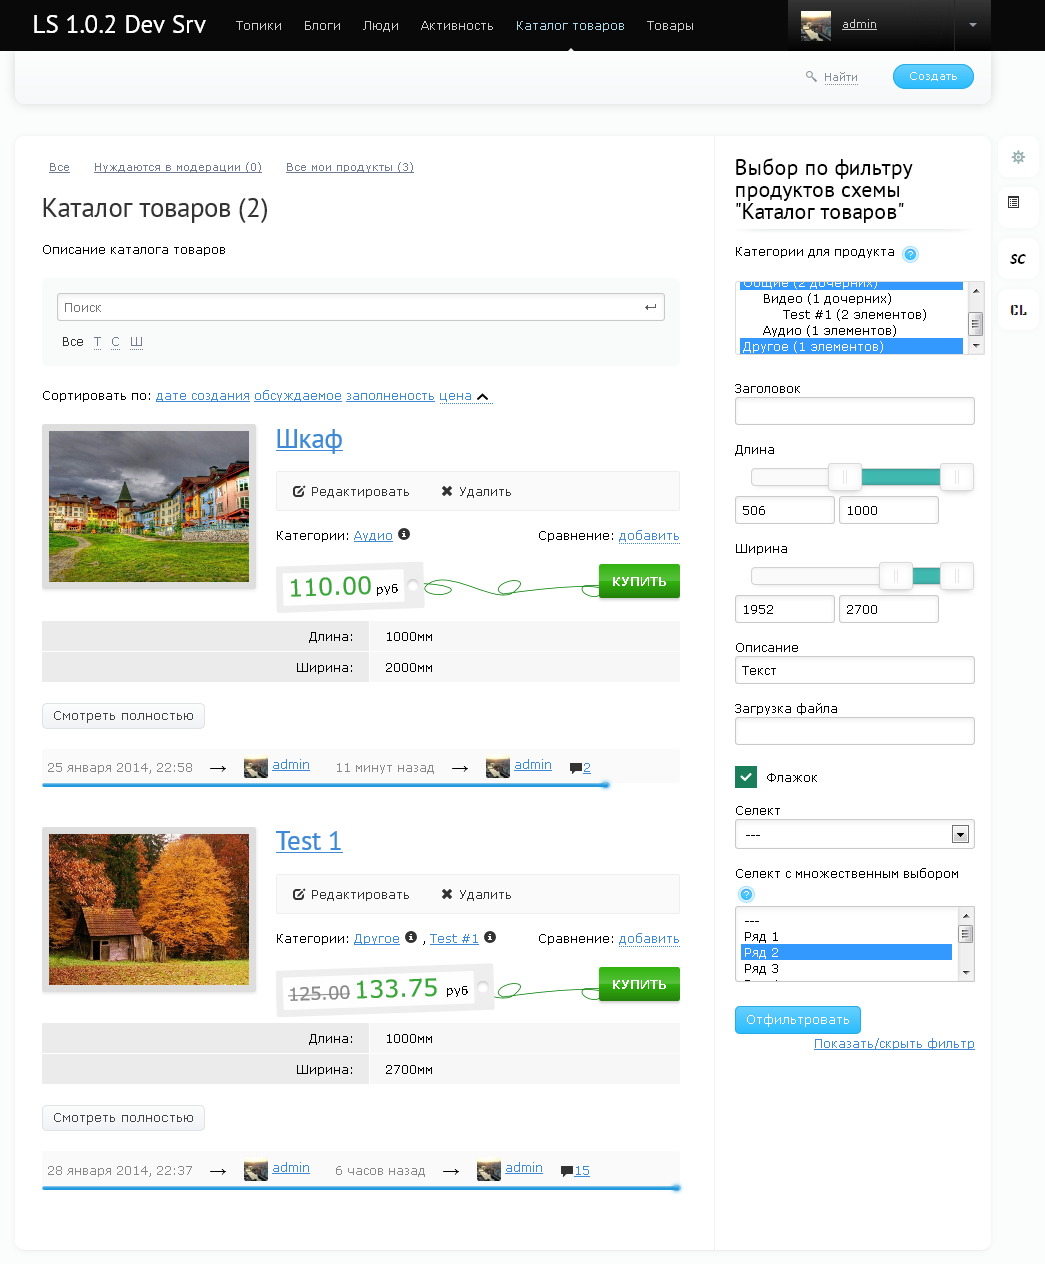 LS 1.0.2 Dev Srv
Топики Блоги Люди Активность Каталог товаров Товары
admin
Найти
Создать
Все Нуждаются в модерации (0) Все мои продукты (3)
Каталог товаров (2)
Описание каталога товаров
Поиск
Все Т С Ш
Сортировать по: дате создания обсуждаемое заполненость цена
Шкаф
Редактировать Удалить
Категории: Аудио Сравнение: добавить
110.00 руб КУПИТЬ
Длина: 1000мм
Ширина: 2000мм
Смотреть полностью
25 января 2014, 22:58 → admin 11 минут назад → admin 2
Test 1
Редактировать Удалить
Категории: Другое , Test #1 Сравнение: добавить
125.00 133.75 руб КУПИТЬ
Длина: 1000мм
Ширина: 2700мм
Смотреть полностью
28 января 2014, 22:37 → admin 6 часов назад → admin 15
Выбор по фильтру
продуктов схемы
"Каталог товаров"
Категории для продукта ?
Общие (2 дочерних)
Видео (1 дочерних)
Test #1 (2 элементов)
Аудио (1 элементов)
Другое (1 элементов)
Заголовок
Длина
506 1000
Ширина
1952 2700
Описание
Текст
Загрузка файла
Флажок
Селект
---
Селект с множественным выбором
?
---
Ряд 1
Ряд 2
Ряд 3
Отфильтровать
Показать/скрыть фильтр
SC
CL